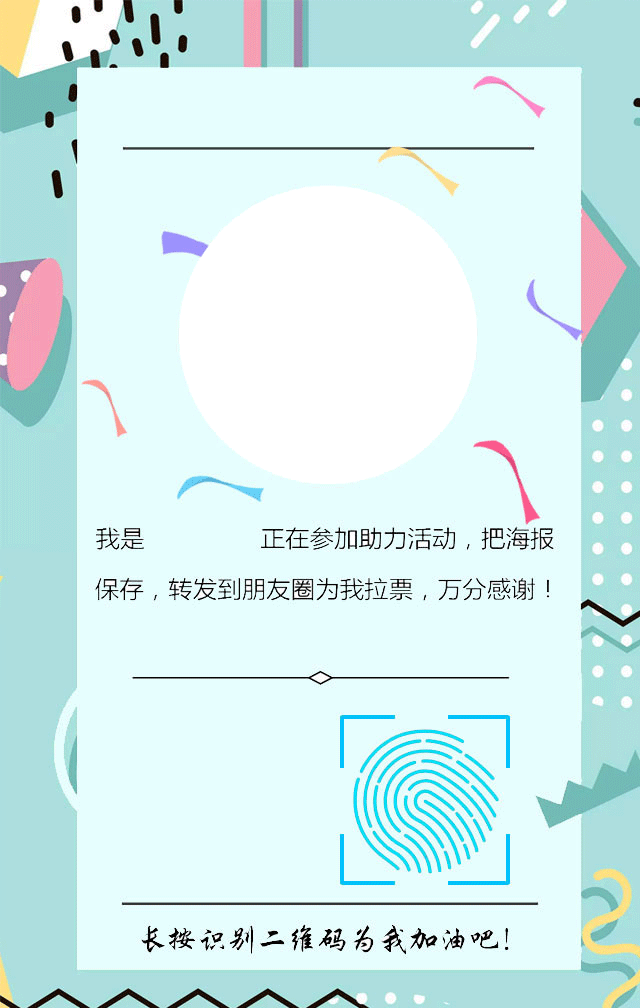 我是 正在参加助力活动，把海报
保存，转发到朋友圈为我拉票，万分感谢！
长按识别二维码为我加油吧！